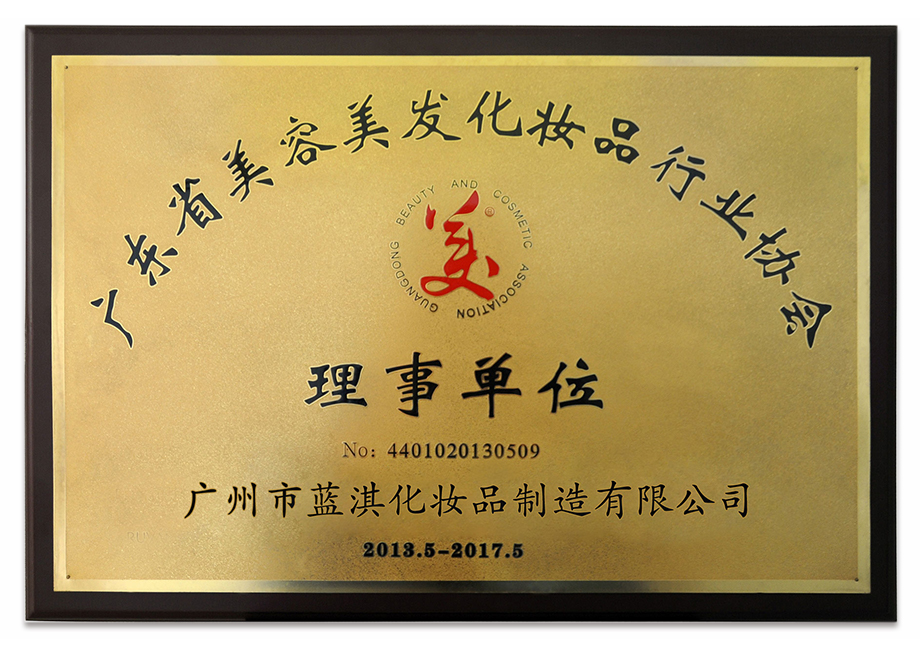 广东省美容美发化妆品行业协会
GUANGDONG BEAUTY AND COSMETIC ASSOCIATION
美
®
理事单位
No: 4401020130509
广州市蓝淇化妆品制造有限公司
2013.5-2017.5